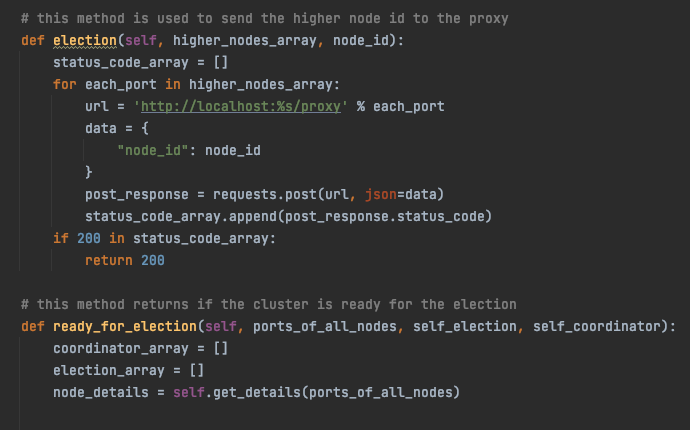 # this method is used to send the higher node id to the proxy
def election(self, higher_nodes_array, node_id):
    status_code_array = []
    for each_port in higher_nodes_array:
        url = 'http://localhost:%s/proxy' % each_port
        data = {
            "node_id": node_id
        }
        post_response = requests.post(url, json=data)
        status_code_array.append(post_response.status_code)
    if 200 in status_code_array:
        return 200
# this method returns if the cluster is ready for the election
def ready_for_election(self, ports_of_all_nodes, self_election, self_coordinator):
    coordinator_array = []
    election_array = []
    node_details = self.get_details(ports_of_all_nodes)